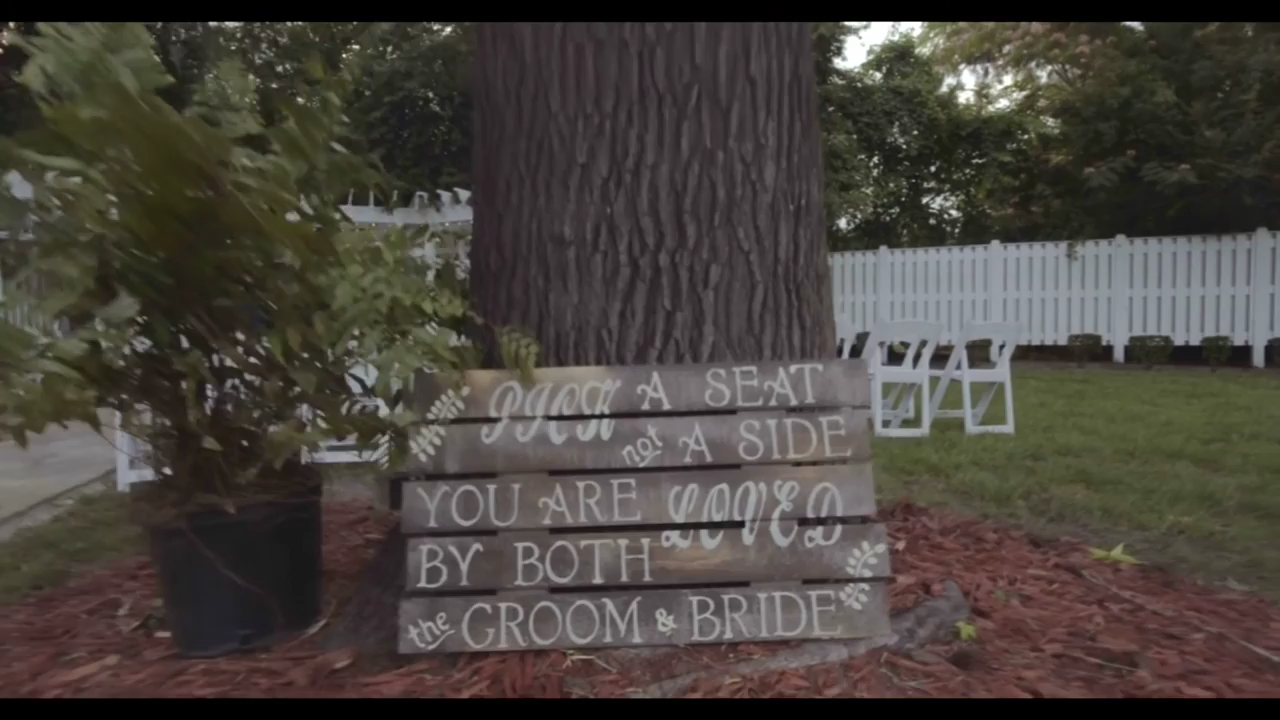 PICK A SEAT
not A SIDE
YOU ARE LOVED
BY BOTH
the GROOM & BRIDE